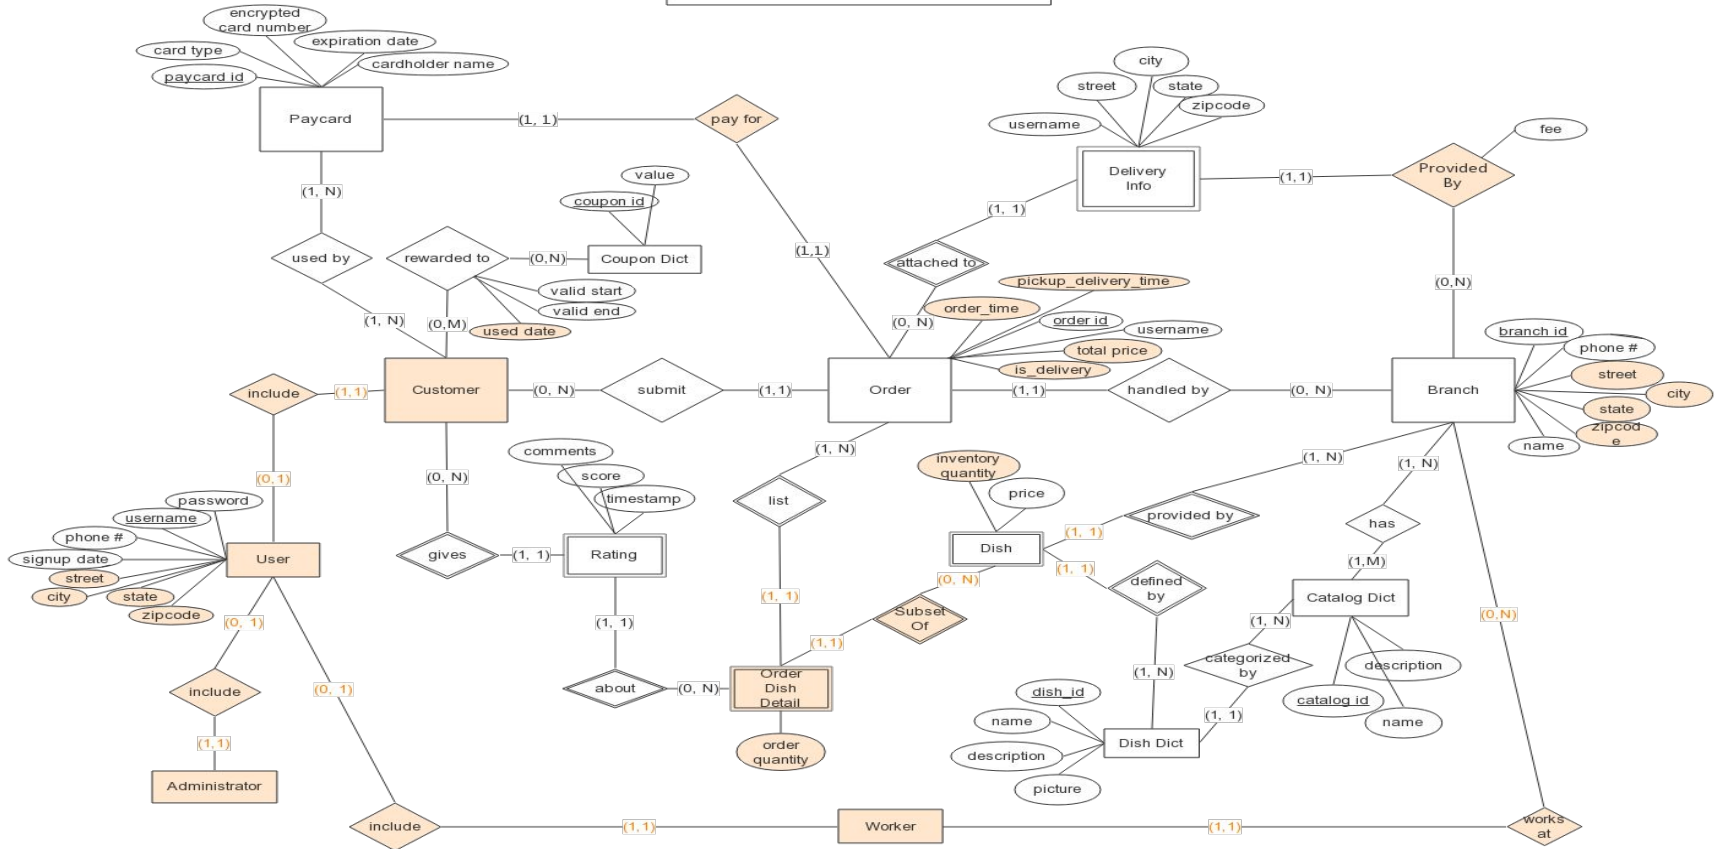 encrypted
card number
expiration date
card type
cardholder name
paycard id
Paycard
(1, 1)
pay for
city
street
state
zipcode
username
Delivery
Info
(1,1)
Provided
By
fee
(1, N)
value
coupon id
(1, 1)
used by
rewarded to
(0,N)
Coupon Dict
(1,1)
attached to
valid start
valid end
used date
(1, N)
(0,M)
pickup_delivery_time
order_time
order id
username
total price
is_delivery
(0, N)
(0,N)
branch id
phone #
street
city
state
zipcod
e
name
include
(1,1)
Customer
(0, N)
submit
(1,1)
Order
(1,1)
handled by
(0, N)
Branch
(0,1)
(0, N)
comments
score
timestamp
(1, N)
inventory
quantity
price
(1, N)
(1, N)
password
username
phone #
signup date
street
city
state
zipcode
User
gives
(1, 1)
Rating
list
Dish
(1, 1)
provided by
has
(1, 1)
defined
by
(0, N)
(1,M)
Catalog Dict
(0, 1)
(1, 1)
(1, 1)
Subset
Of
(1,1)
(1, N)
(0,N)
categorized
by
description
catalog id
name
include
(0, 1)
about
(0, N)
Order
Dish
Detail
(1, N)
(1, 1)
dish_id
name
description
picture
Dish Dict
(1,1)
order
quantity
Administrator
include
(1,1)
Worker
(1,1)
works
at